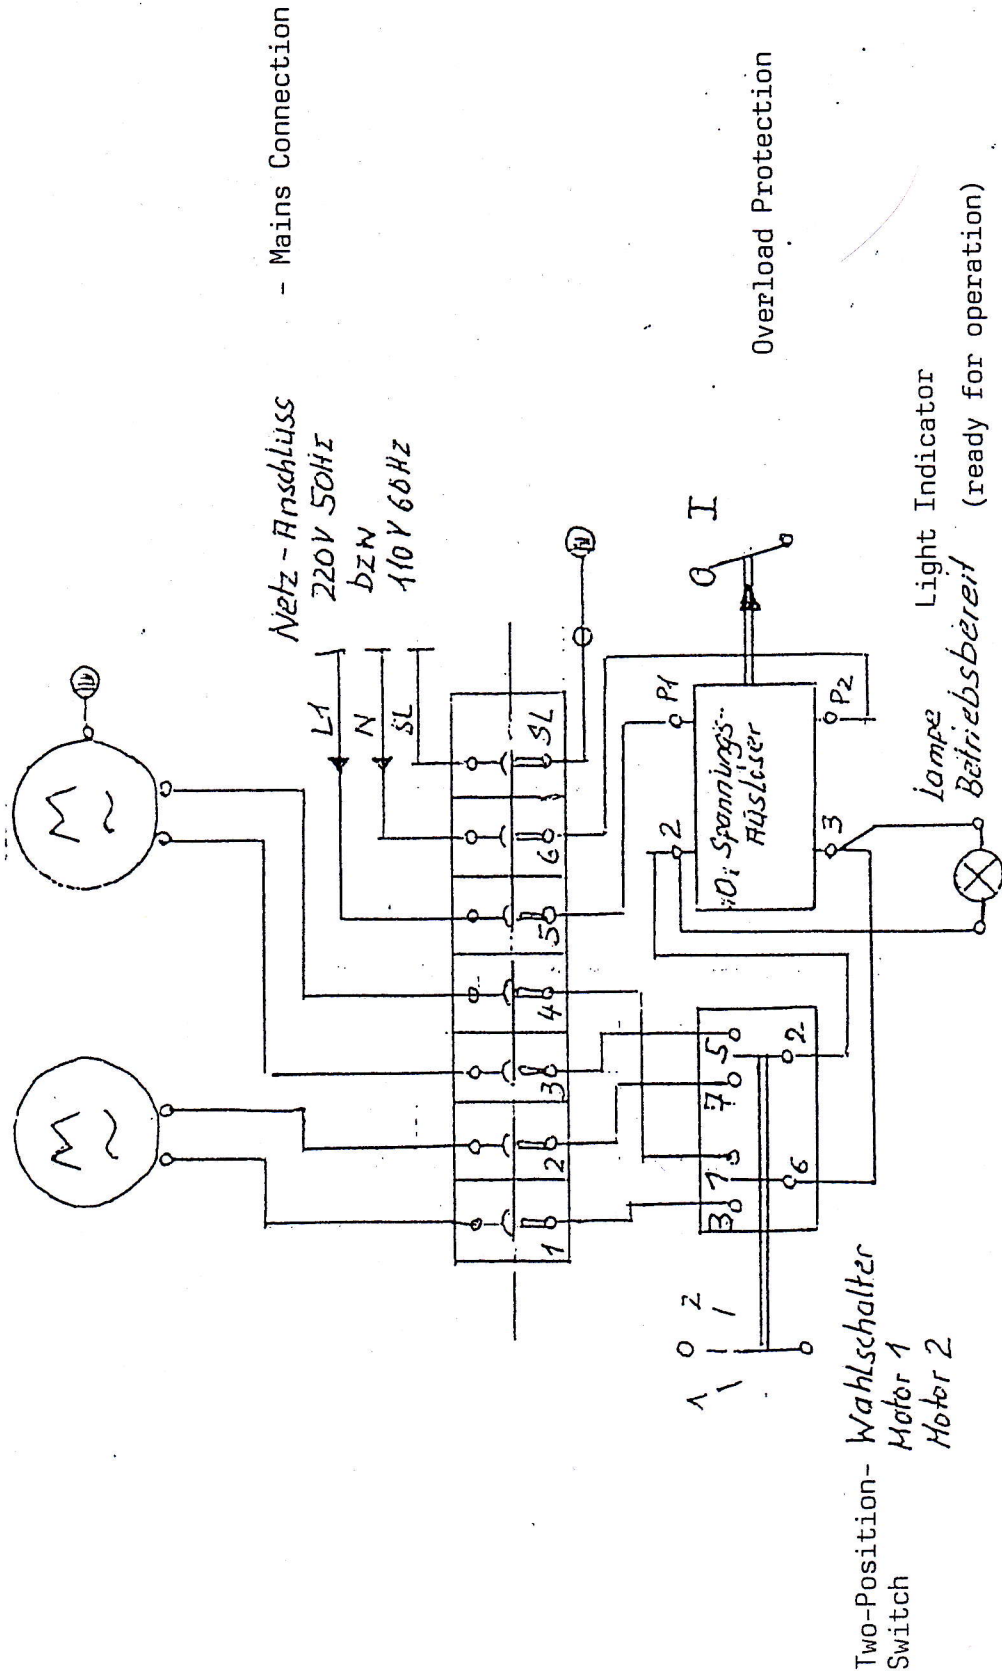 M
~
M
~
Netz-Anschluss - Mains Connection
220V 50Hz
bzw
110V 60Hz
L1
N
SL
1 2 3 4 5 6 SL
2 P1
Spannungs-
Auslöser
3 P2
O I
Overload Protection
3 1 7 5
6 2
1 O 2
Two-Position- Wahlschalter
Switch Motor 1
Motor 2
Lampe Light Indicator
Betriebsbereit (ready for operation)